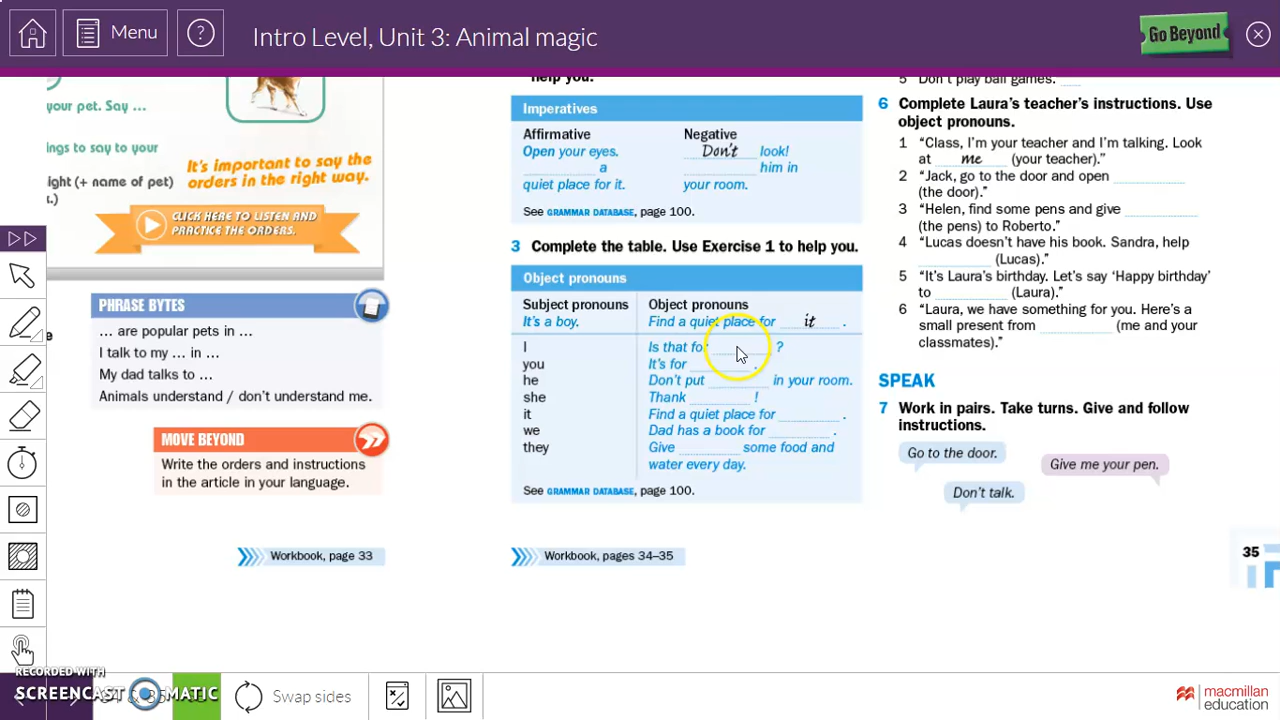 Menu
?
Intro Level, Unit 3: Animal magic
Go Beyond
your pet. Say …
ings to say to your
ight (+ name of pet)
s.)
It's important to say the
orders in the right way.
CLICK HERE TO LISTEN AND
PRACTICE THE ORDERS.
PHRASE BYTES
… are popular pets in …
I talk to my … in …
My dad talks to …
Animals understand / don't understand me.
MOVE BEYOND
Write the orders and instructions
in the article in your language.
Workbook, page 33
help you.
Imperatives
Affirmative Negative
Open your eyes. Don't look!
a him in
quiet place for it. your room.
See GRAMMAR DATABASE, page 100.
3 Complete the table. Use Exercise 1 to help you.
Object pronouns
Subject pronouns Object pronouns
It's a boy. Find a quiet place for it .
I Is that for ?
you It's for .
he Don't put in your room.
she Thank !
it Find a quiet place for .
we Dad has a book for .
they Give some food and
water every day.
See GRAMMAR DATABASE, page 100.
Workbook, pages 34–35
5 Don't play ball games.
6 Complete Laura's teacher's instructions. Use
object pronouns.
1 “Class, I'm your teacher and I'm talking. Look
at me (your teacher).”
2 “Jack, go to the door and open
(the door).”
3 “Helen, find some pens and give
(the pens) to Roberto.”
4 “Lucas doesn't have his book. Sandra, help
(Lucas).”
5 “It's Laura's birthday. Let's say ‘Happy birthday’
to (Laura).”
6 “Laura, we have something for you. Here's a
small present from (me and your
classmates).”
SPEAK
7 Work in pairs. Take turns. Give and follow
instructions.
Go to the door.
Give me your pen.
Don't talk.
35
RECORDED WITH
SCREENCAST MATIC
Swap sides
macmillan
education